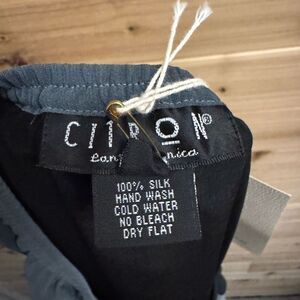 CITRON®
100% SILK
HAND WASH
COLD WATER
NO BLEACH
DRY FLAT